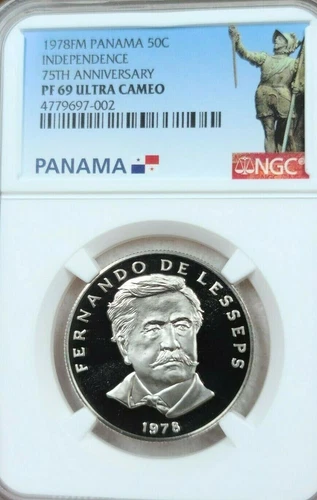 1978FM PANAMA 50C
INDEPENDENCE
75TH ANNIVERSARY
PF 69 ULTRA CAMEO
4779697-002
PANAMA
NGC
FERNANDO DE LESSEPS
1978